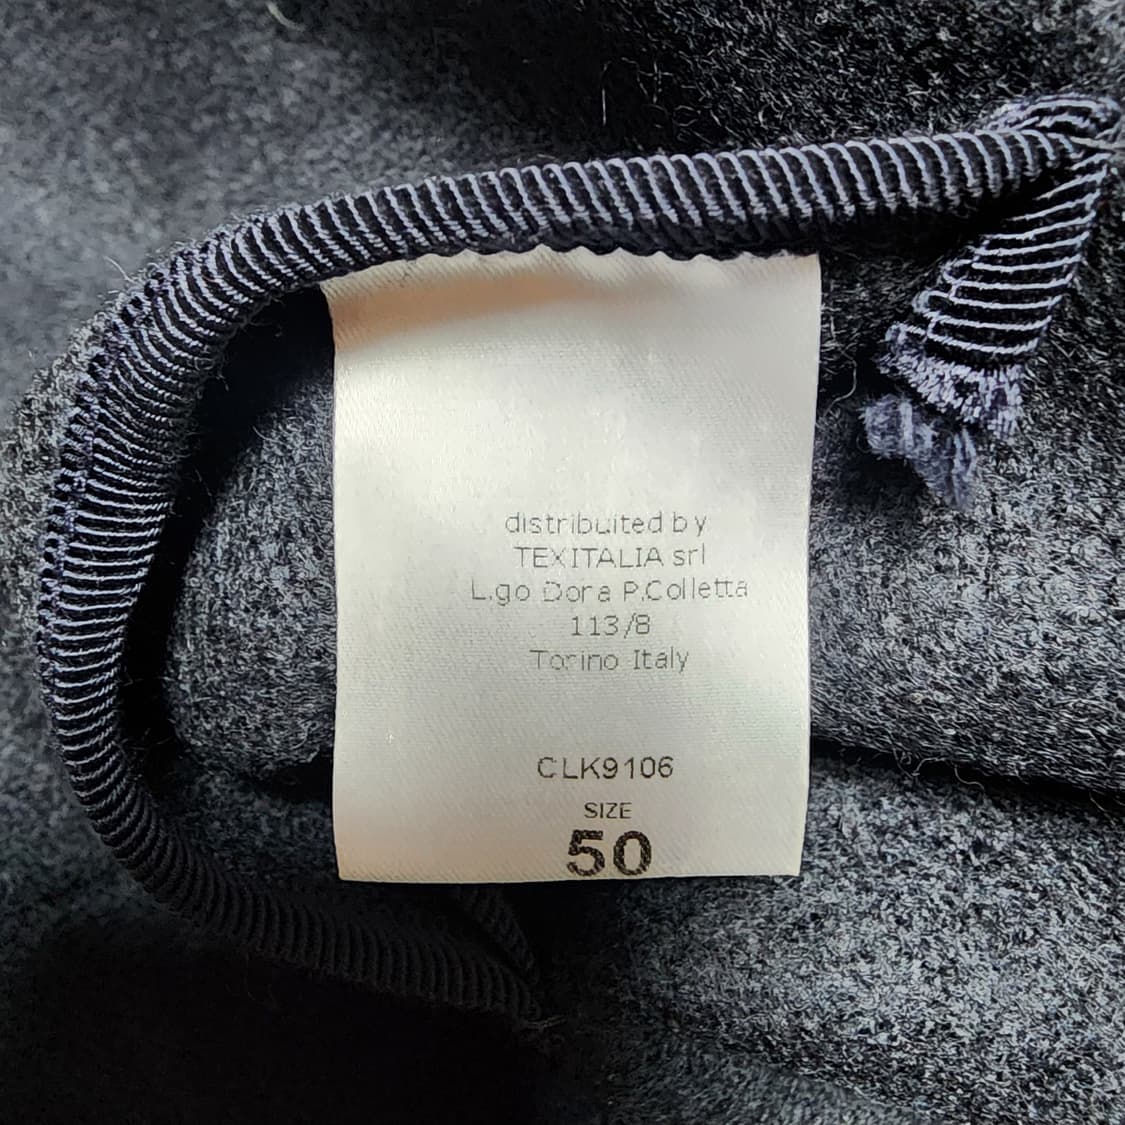 distribuited by
TEXITALIA srl
L.go Dora P.Colletta
113/8
Torino Italy
CLK9106
SIZE
50